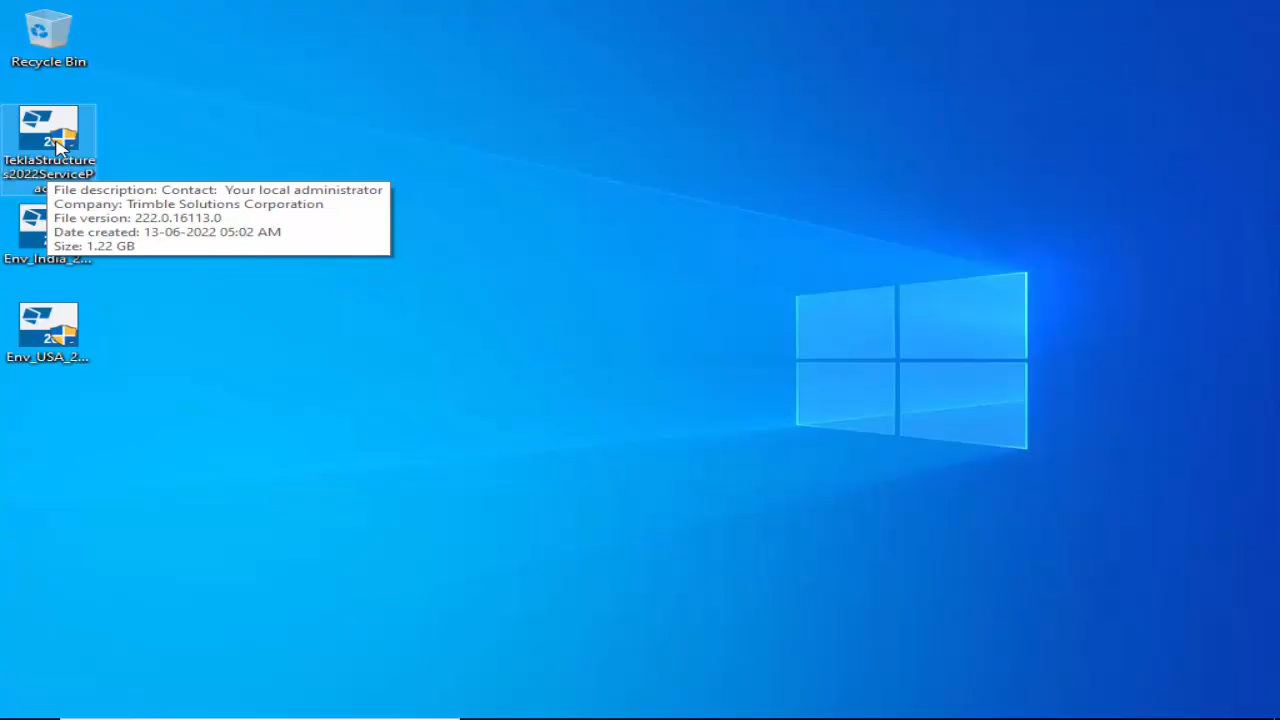 Recycle Bin
TeklaStructure
s2022ServiceP
File description: Contact: Your local administrator
Company: Trimble Solutions Corporation
File version: 222.0.16113.0
Date created: 13-06-2022 05:02 AM
Size: 1.22 GB
Env_India_2...
Env_USA_2...